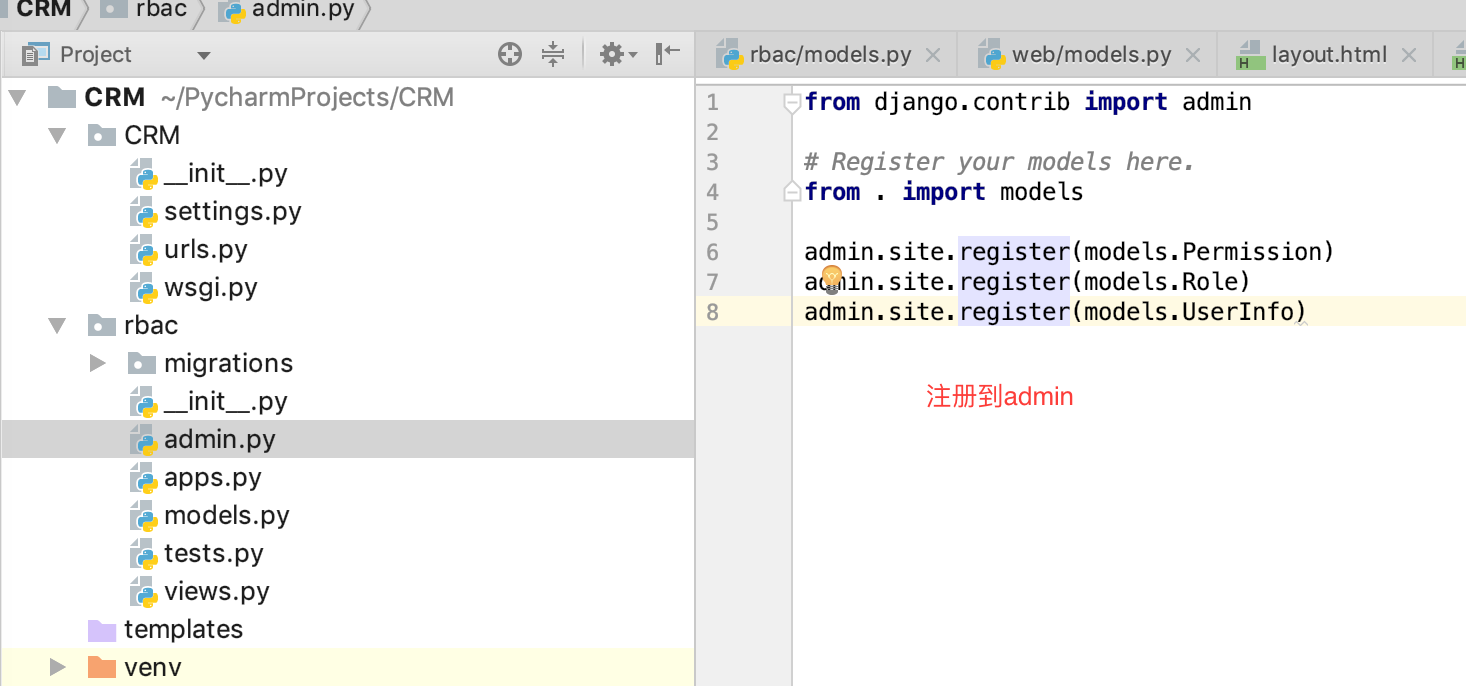 CRM rbac admin.py
Project
rbac/models.py web/models.py layout.html
CRM ~/PycharmProjects/CRM
CRM
__init__.py
settings.py
urls.py
wsgi.py
rbac
migrations
__init__.py
admin.py
apps.py
models.py
tests.py
views.py
templates
venv
1 from django.contrib import admin
2
3 # Register your models here.
4 from . import models
5
6 admin.site.register(models.Permission)
7 admin.site.register(models.Role)
8 admin.site.register(models.UserInfo)
注册到admin